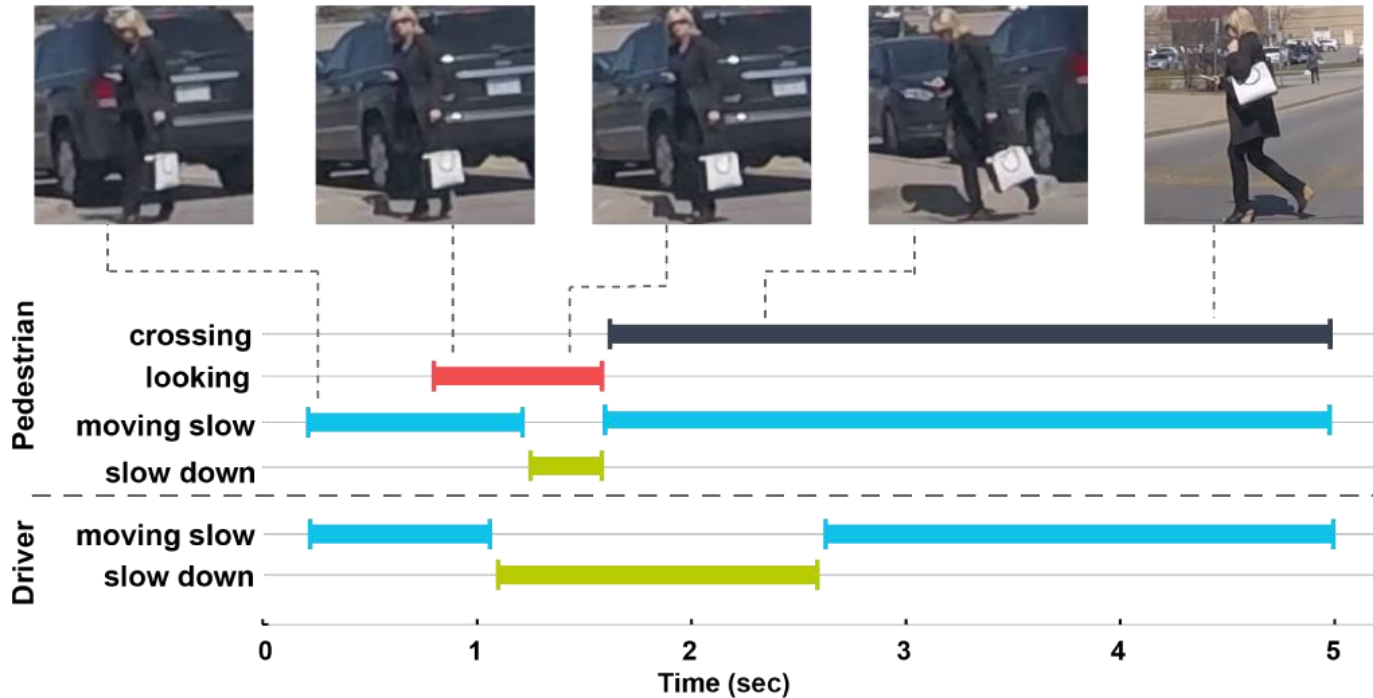 Pedestrian
crossing
looking
moving slow
slow down
Driver
moving slow
slow down
0 1 2 3 4 5
Time (sec)